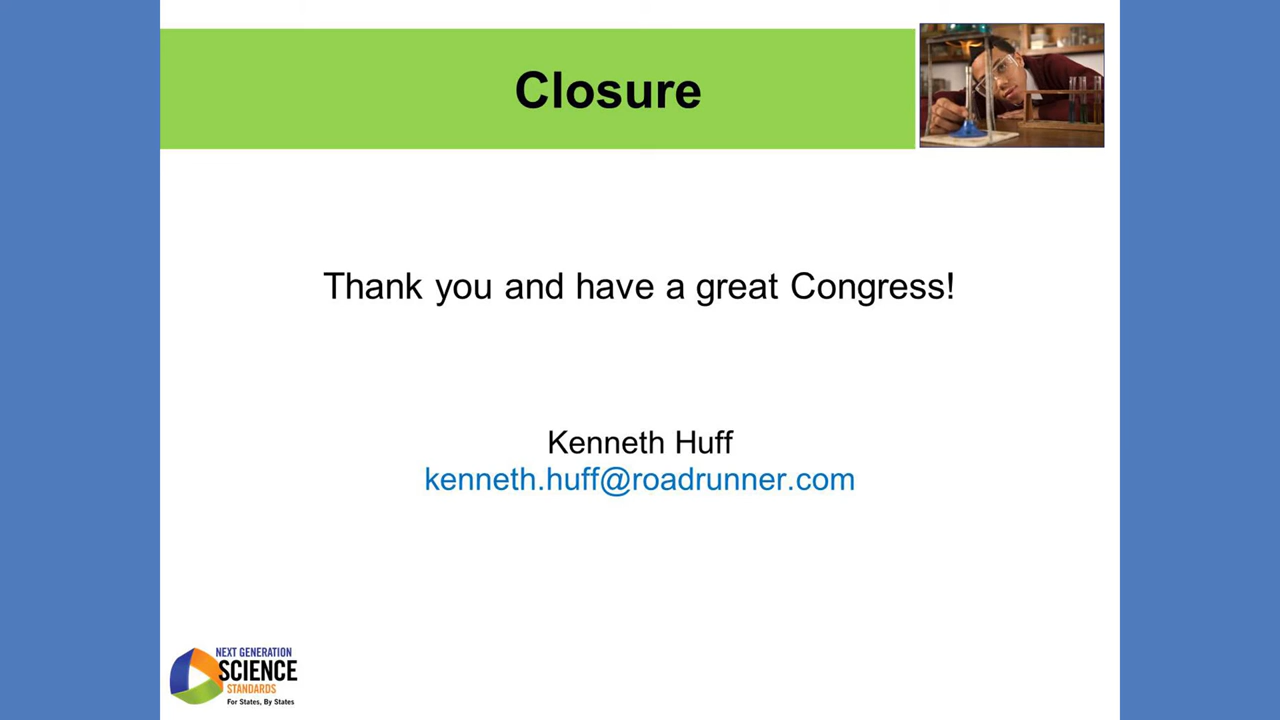 Closure
Thank you and have a great Congress!
Kenneth Huff
kenneth.huff@roadrunner.com
NEXT GENERATION
SCIENCE
STANDARDS
For States, By States